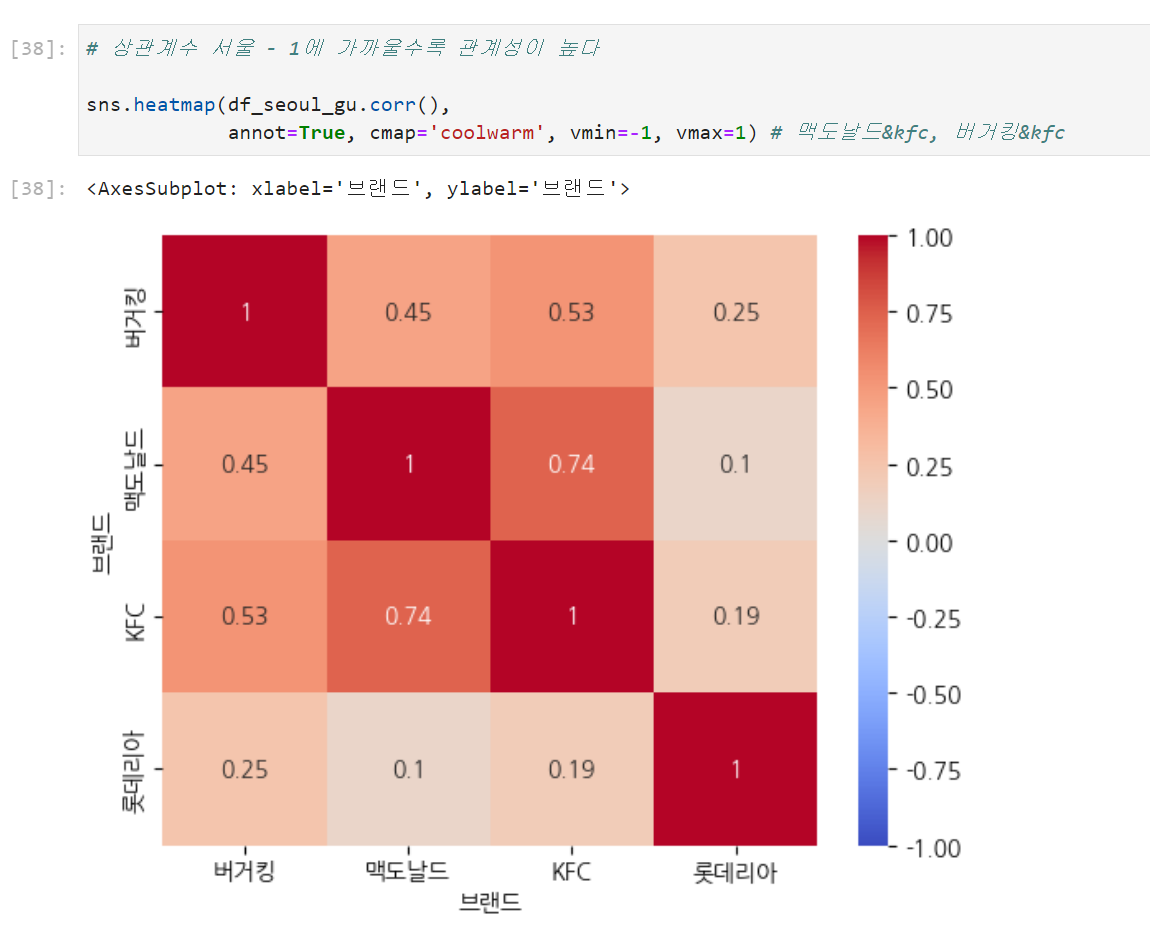 [38]: # 상관계수 서울 - 1에 가까울수록 관계성이 높다
sns.heatmap(df_seoul_gu.corr(),
annot=True, cmap='coolwarm', vmin=-1, vmax=1) # 맥도날드&kfc, 버거킹&kfc
[38]: <AxesSubplot: xlabel='브랜드', ylabel='브랜드'>
브랜드
버거킹
1 0.45 0.53 0.25
맥도날드
0.45 1 0.74 0.1
KFC
0.53 0.74 1 0.19
롯데리아
0.25 0.1 0.19 1
버거킹 맥도날드 KFC 롯데리아
브랜드
1.00
0.75
0.50
0.25
0.00
-0.25
-0.50
-0.75
-1.00